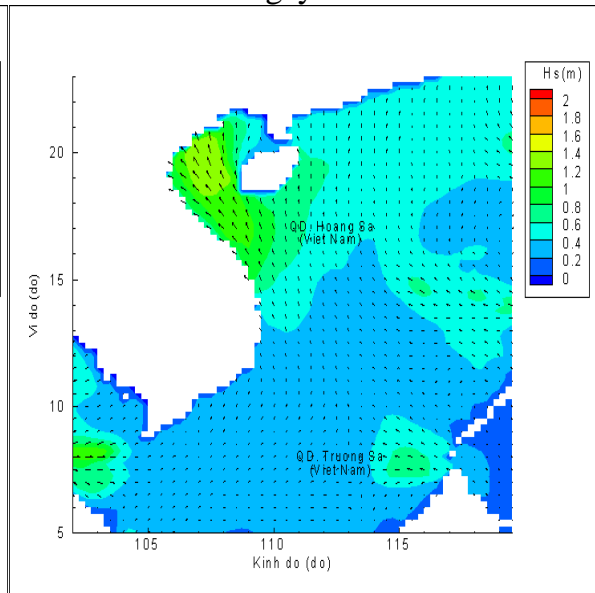 Hs(m)
2
1.8
1.6
1.4
1.2
1
0.8
0.6
0.4
0.2
0
20
15
10
5
QD. Hoang Sa
(Viet Nam)
QD. Truong Sa
(Viet Nam)
Vi do (do)
105
110
115
Kinh do (do)